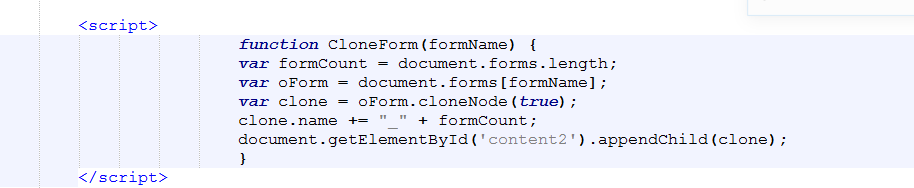 <script>
function CloneForm(formName) {
var formCount = document.forms.length;
var oForm = document.forms[formName];
var clone = oForm.cloneNode(true);
clone.name += "_" + formCount;
document.getElementById('content2').appendChild(clone);
}
</script>